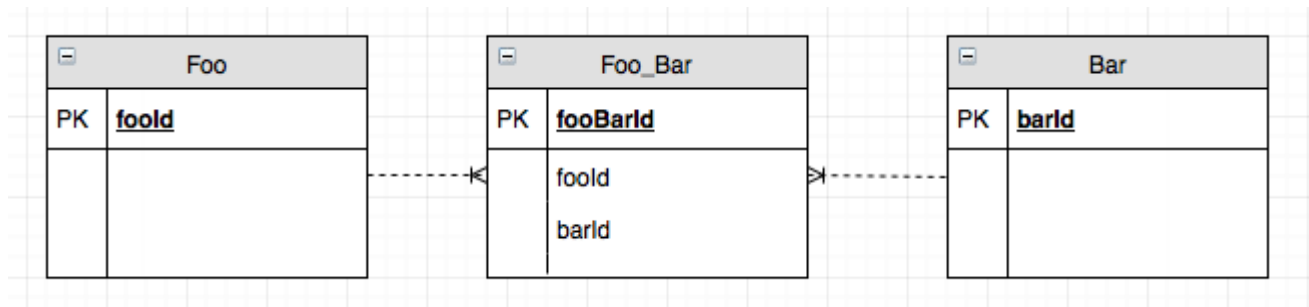 Foo
PK fooId
Foo_Bar
PK fooBarId
fooId
barId
Bar
PK barId